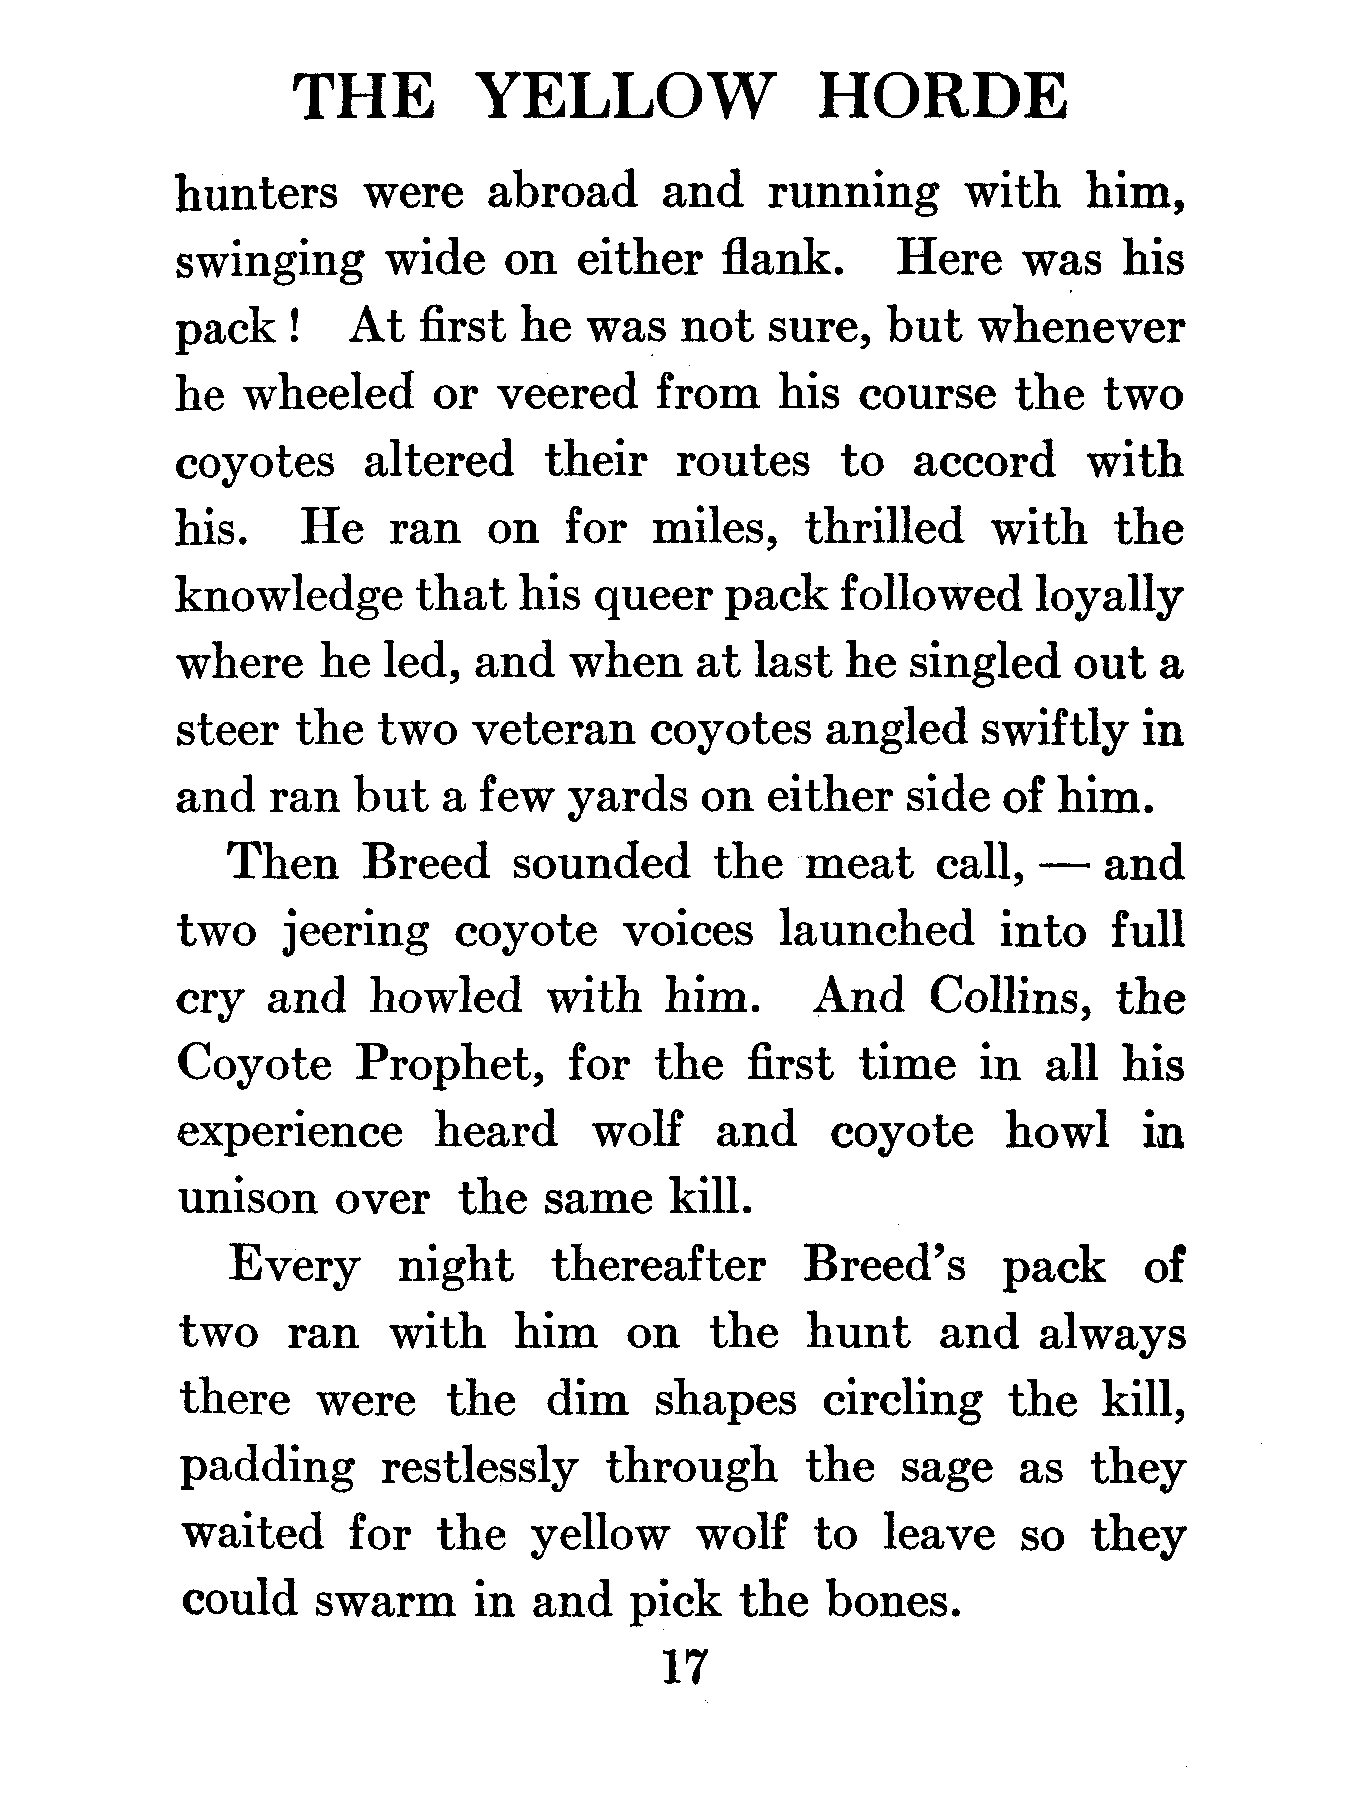 THE YELLOW HORDE
hunters were abroad and running with him,
swinging wide on either flank. Here was his
pack! At first he was not sure, but whenever
he wheeled or veered from his course the two
coyotes altered their routes to accord with
his. He ran on for miles, thrilled with the
knowledge that his queer pack followed loyally
where he led, and when at last he singled out a
steer the two veteran coyotes angled swiftly in
and ran but a few yards on either side of him.
Then Breed sounded the meat call, — and
two jeering coyote voices launched into full
cry and howled with him. And Collins, the
Coyote Prophet, for the first time in all his
experience heard wolf and coyote howl in
unison over the same kill.
Every night thereafter Breed's pack of
two ran with him on the hunt and always
there were the dim shapes circling the kill,
padding restlessly through the sage as they
waited for the yellow wolf to leave so they
could swarm in and pick the bones.
17